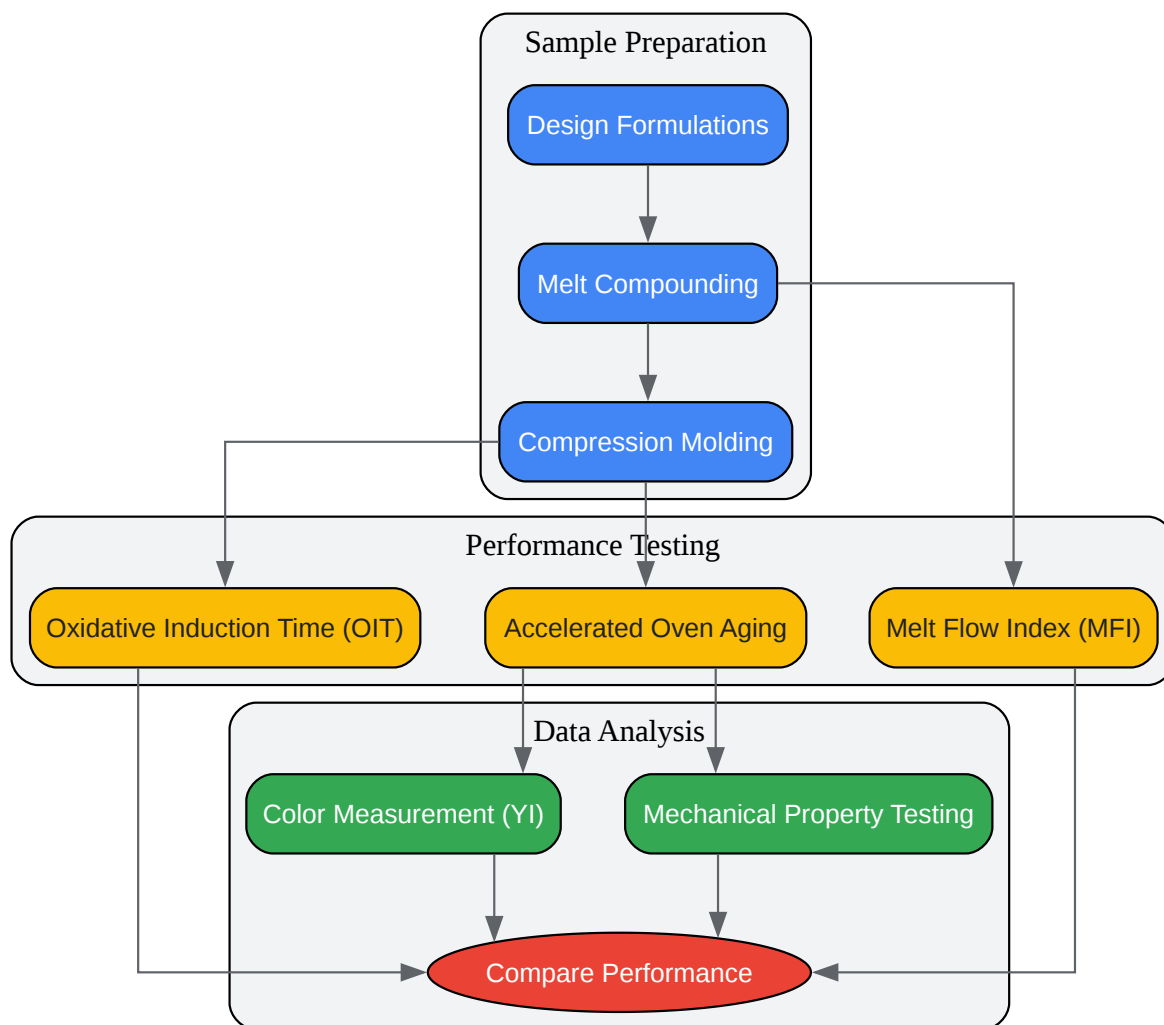 Sample Preparation
Design Formulations
Melt Compounding
Compression Molding
Performance Testing
Oxidative Induction Time (OIT)
Accelerated Oven Aging
Melt Flow Index (MFI)
Data Analysis
Color Measurement (YI)
Mechanical Property Testing
Compare Performance